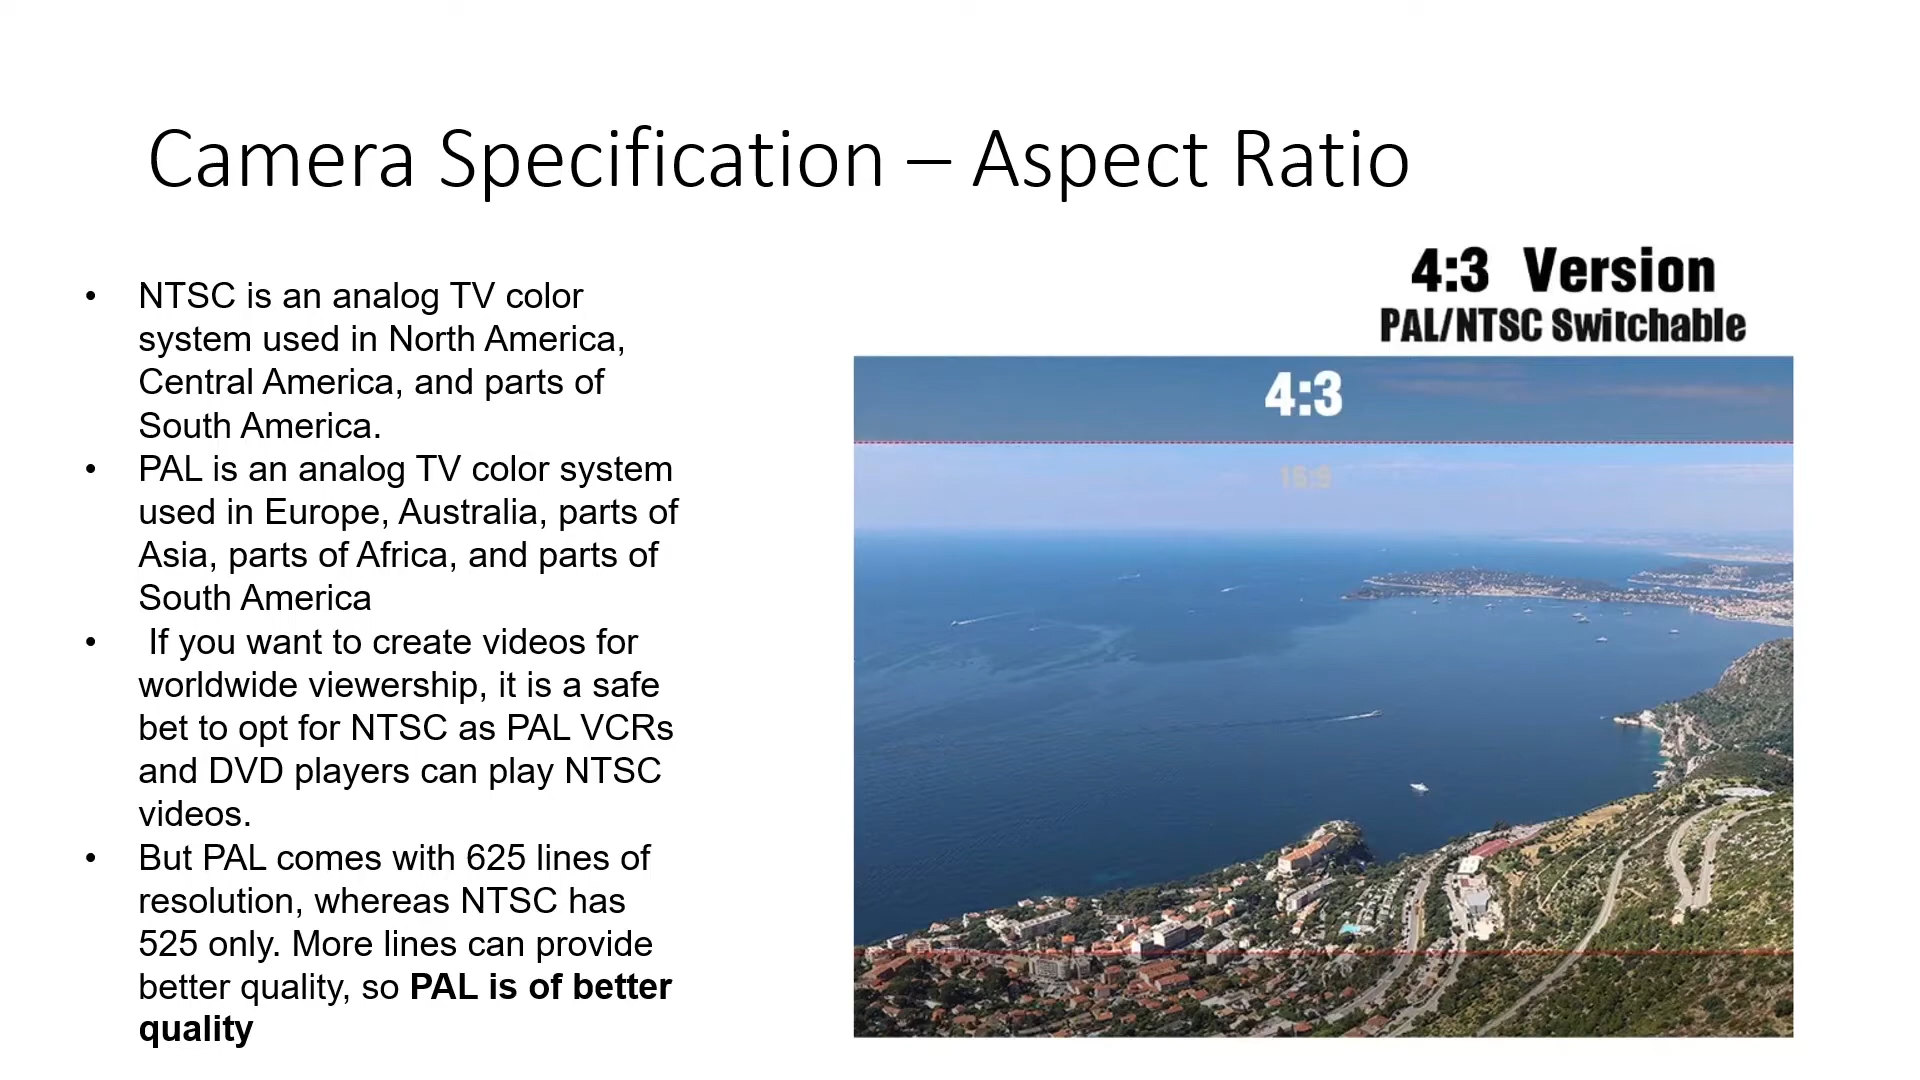 Camera Specification – Aspect Ratio
• NTSC is an analog TV color
system used in North America,
Central America, and parts of
South America.
• PAL is an analog TV color system
used in Europe, Australia, parts of
Asia, parts of Africa, and parts of
South America
• If you want to create videos for
worldwide viewership, it is a safe
bet to opt for NTSC as PAL VCRs
and DVD players can play NTSC
videos.
• But PAL comes with 625 lines of
resolution, whereas NTSC has
525 only. More lines can provide
better quality, so PAL is of better
quality
4:3 Version
PAL/NTSC Switchable
4:3